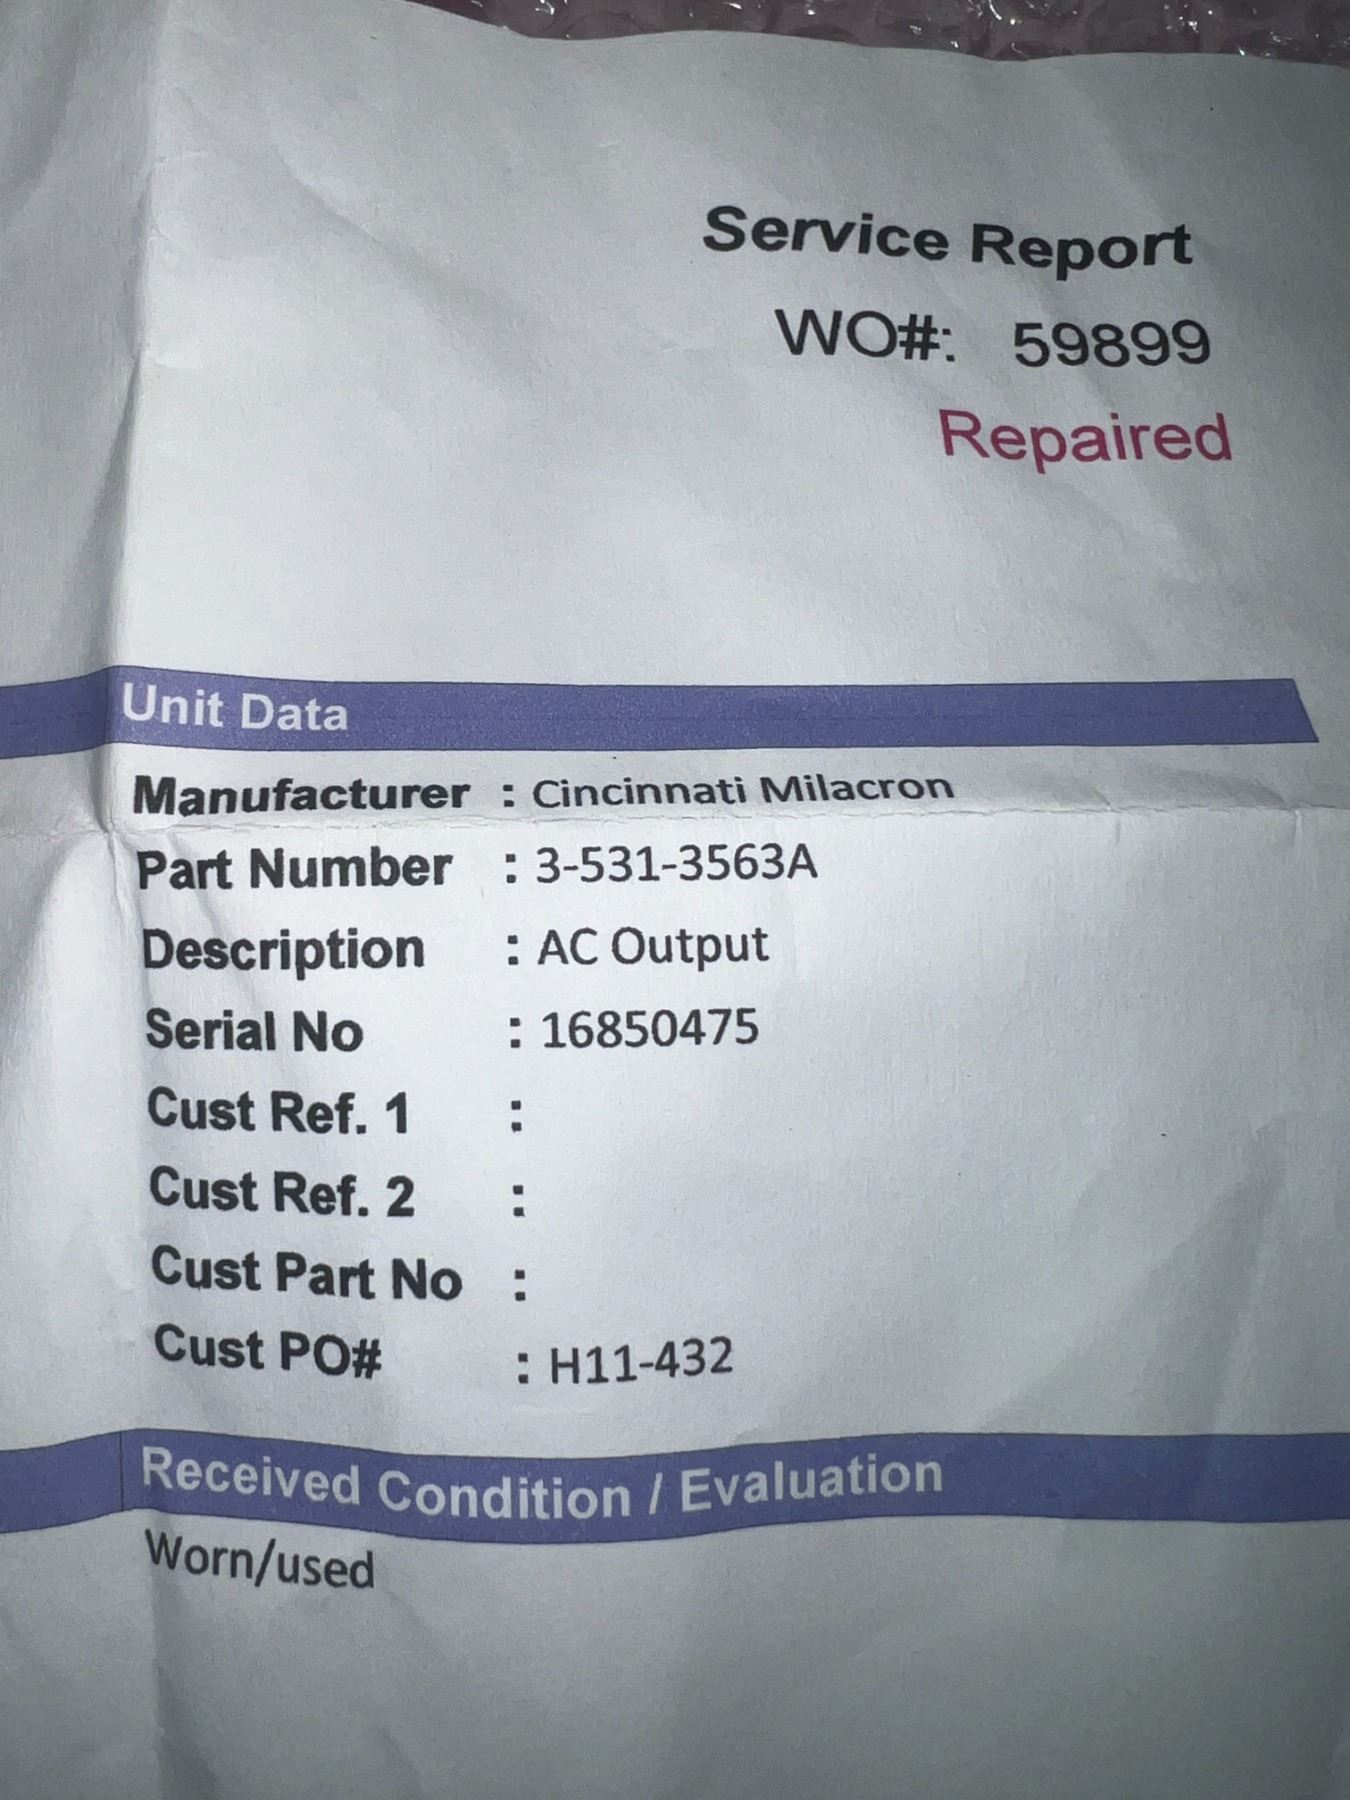 Service Report
WO#: 59899
Repaired
Unit Data
Manufacturer : Cincinnati Milacron
Part Number : 3-531-3563A
Description : AC Output
Serial No : 16850475
Cust Ref. 1 :
Cust Ref. 2 :
Cust Part No :
Cust PO# : H11-432
Received Condition / Evaluation
Worn/used